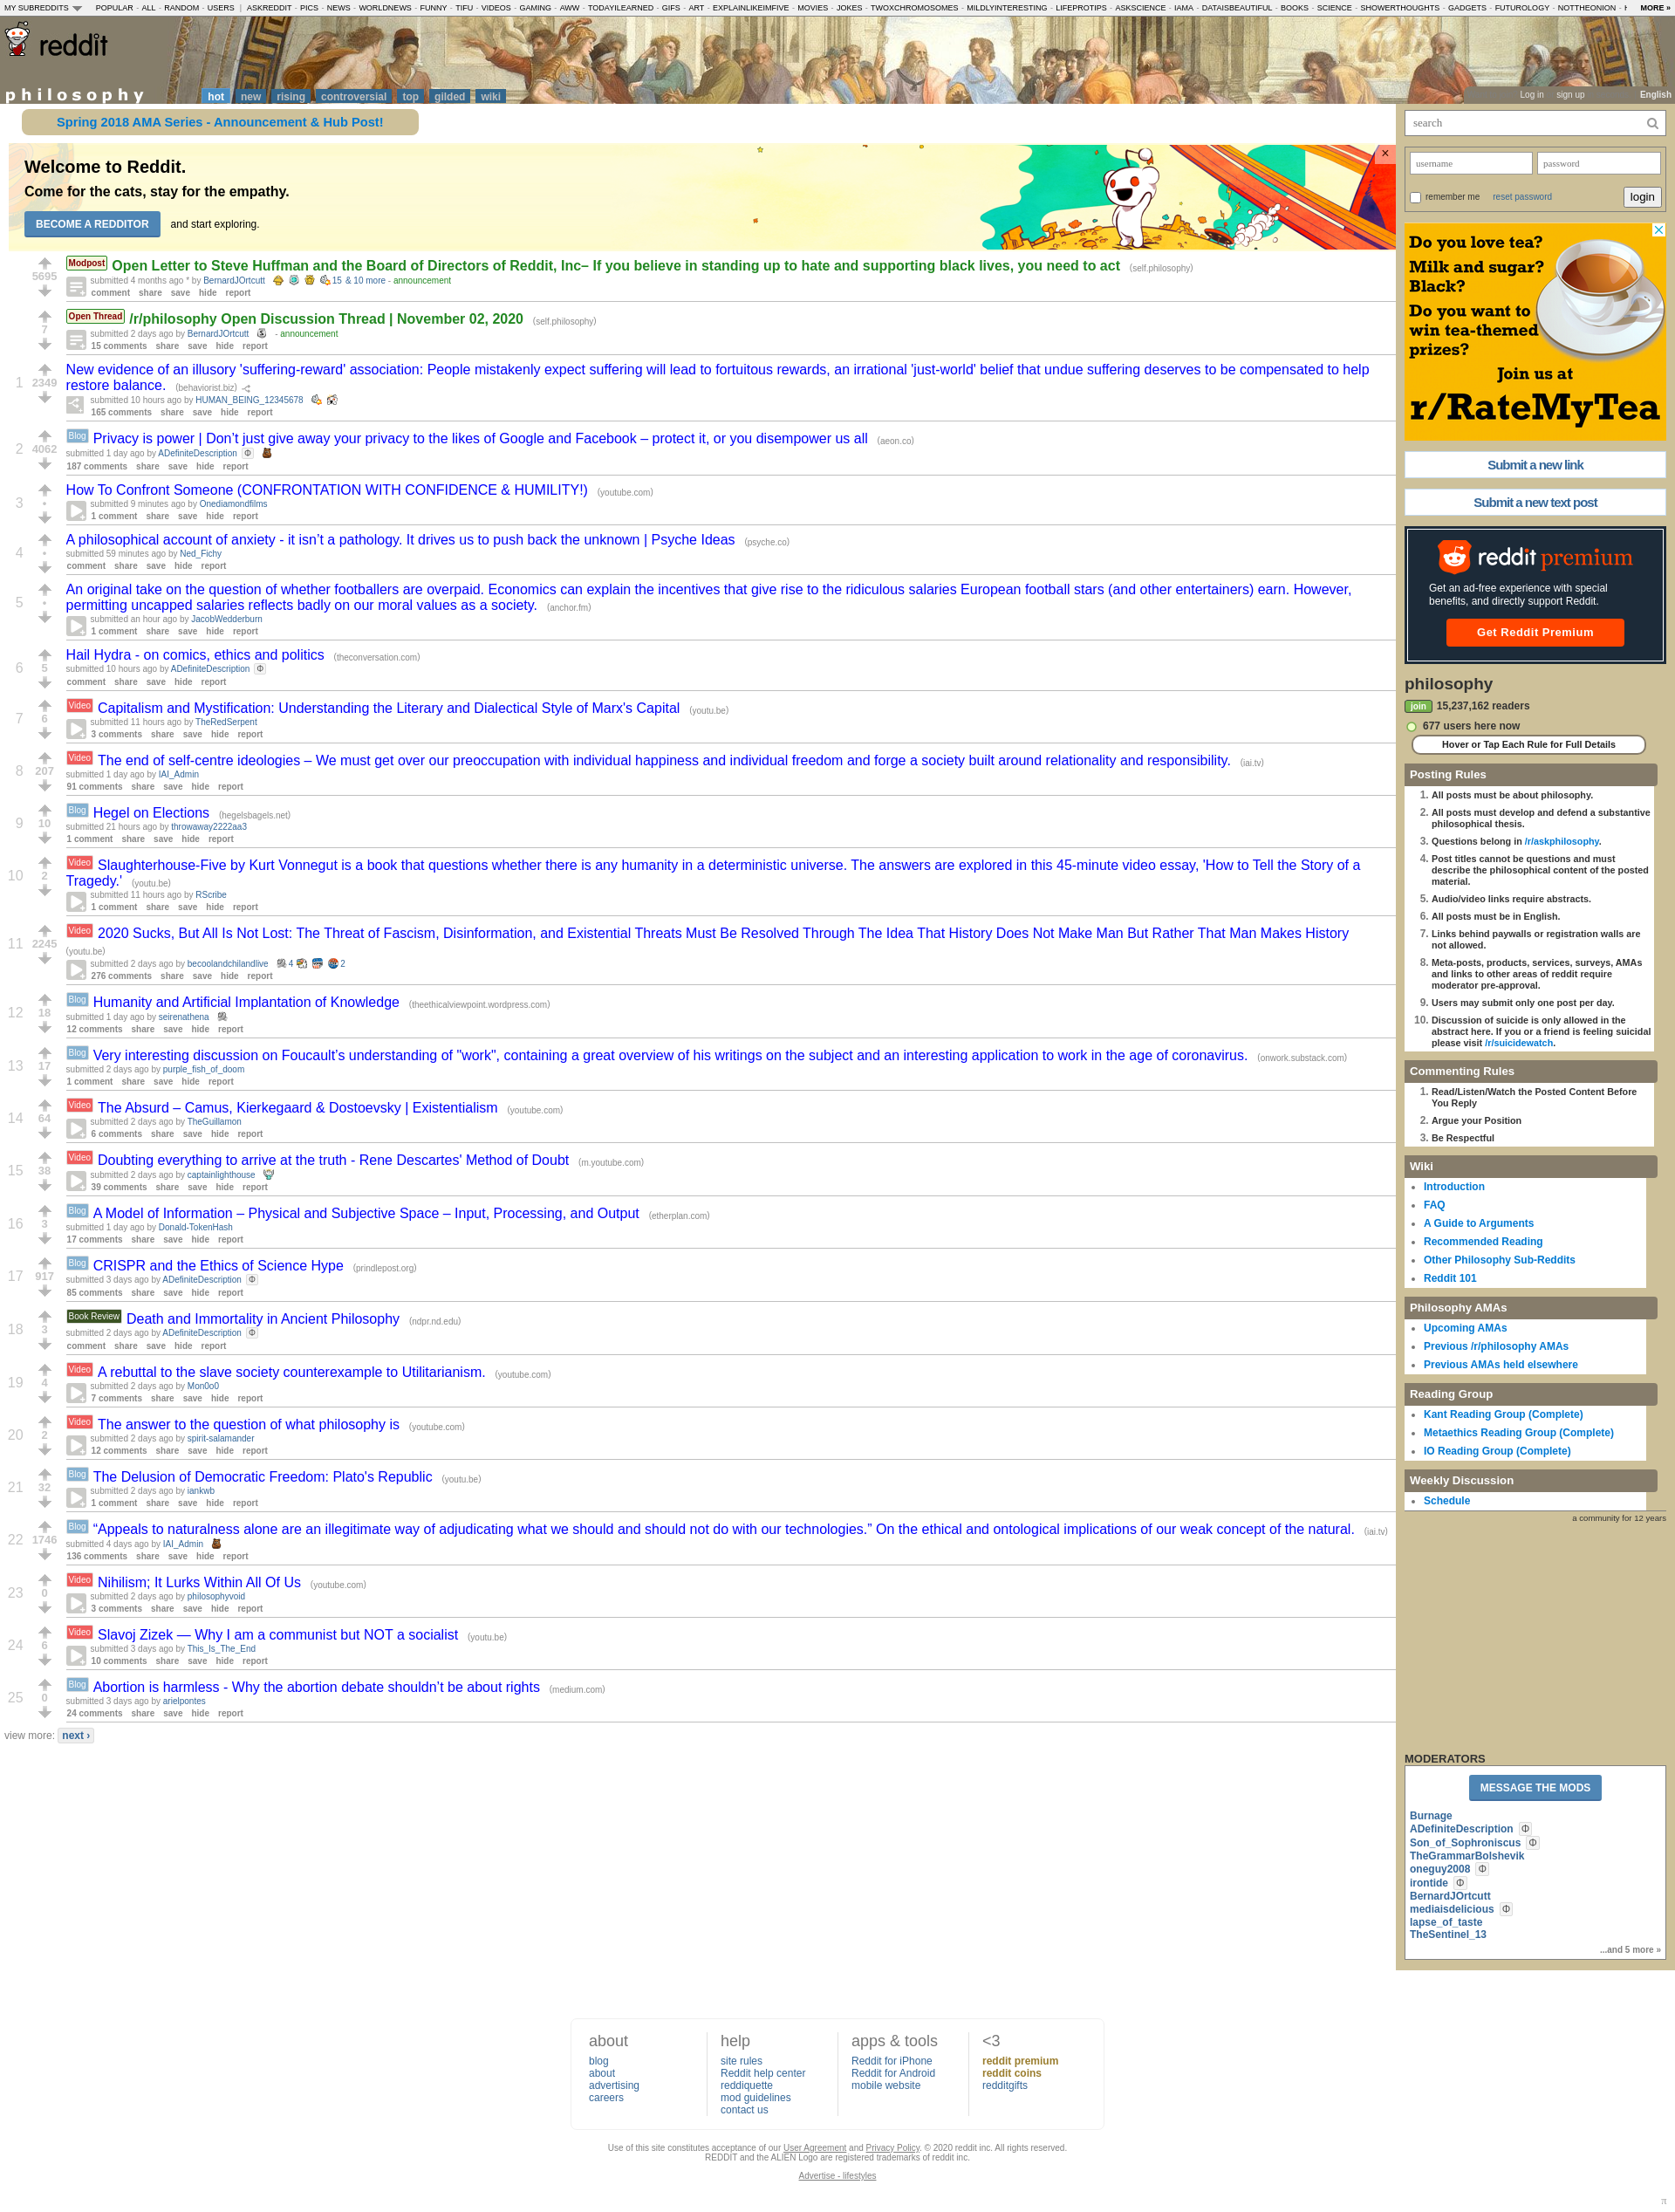 MY SUBREDDITS POPULAR - ALL - RANDOM - USERS | ASKREDDIT - PICS - NEWS - WORLDNEWS - FUNNY - TIFU - VIDEOS - GAMING - AWW - TODAYILEARNED - GIFS - ART - EXPLAINLIKEIMFIVE - MOVIES - JOKES - TWOXCHROMOSOMES - MILDLYINTERESTING - LIFEPROTIPS - ASKSCIENCE - IAMA - DATAISBEAUTIFUL - BOOKS - SCIENCE - SHOWERTHOUGHTS - GADGETS - FUTUROLOGY - NOTTHEONION - MORE »
reddit
philosophy hot new rising controversial top gilded wiki
Log in sign up English
Spring 2018 AMA Series - Announcement & Hub Post!
Welcome to Reddit.
Come for the cats, stay for the empathy.
BECOME A REDDITOR and start exploring.
5695
Modpost Open Letter to Steve Huffman and the Board of Directors of Reddit, Inc– If you believe in standing up to hate and supporting black lives, you need to act (self.philosophy)
submitted 4 months ago * by BernardJOrtcutt 15 & 10 more - announcement
comment share save hide report
7
Open Thread /r/philosophy Open Discussion Thread | November 02, 2020 (self.philosophy)
submitted 2 days ago by BernardJOrtcutt - announcement
15 comments share save hide report
1 2349
New evidence of an illusory 'suffering-reward' association: People mistakenly expect suffering will lead to fortuitous rewards, an irrational 'just-world' belief that undue suffering deserves to be compensated to help
restore balance. (behaviorist.biz)
submitted 10 hours ago by HUMAN_BEING_12345678
165 comments share save hide report
2 4062
Blog Privacy is power | Don’t just give away your privacy to the likes of Google and Facebook – protect it, or you disempower us all (aeon.co)
submitted 1 day ago by ADefiniteDescription Φ
187 comments share save hide report
3 •
How To Confront Someone (CONFRONTATION WITH CONFIDENCE & HUMILITY!) (youtube.com)
submitted 9 minutes ago by Onediamondfilms
1 comment share save hide report
4 •
A philosophical account of anxiety - it isn’t a pathology. It drives us to push back the unknown | Psyche Ideas (psyche.co)
submitted 59 minutes ago by Ned_Fichy
comment share save hide report
5 •
An original take on the question of whether footballers are overpaid. Economics can explain the incentives that give rise to the ridiculous salaries European football stars (and other entertainers) earn. However,
permitting uncapped salaries reflects badly on our moral values as a society. (anchor.fm)
submitted an hour ago by JacobWedderburn
1 comment share save hide report
6 5
Hail Hydra - on comics, ethics and politics (theconversation.com)
submitted 10 hours ago by ADefiniteDescription Φ
comment share save hide report
7 6
Video Capitalism and Mystification: Understanding the Literary and Dialectical Style of Marx's Capital (youtu.be)
submitted 11 hours ago by TheRedSerpent
3 comments share save hide report
8 207
Video The end of self-centre ideologies – We must get over our preoccupation with individual happiness and individual freedom and forge a society built around relationality and responsibility. (iai.tv)
submitted 1 day ago by IAI_Admin
91 comments share save hide report
9 10
Blog Hegel on Elections (hegelsbagels.net)
submitted 21 hours ago by throwaway2222aa3
1 comment share save hide report
10 2
Video Slaughterhouse-Five by Kurt Vonnegut is a book that questions whether there is any humanity in a deterministic universe. The answers are explored in this 45-minute video essay, 'How to Tell the Story of a
Tragedy.' (youtu.be)
submitted 11 hours ago by RScribe
1 comment share save hide report
11 2245
Video 2020 Sucks, But All Is Not Lost: The Threat of Fascism, Disinformation, and Existential Threats Must Be Resolved Through The Idea That History Does Not Make Man But Rather That Man Makes History
(youtu.be)
submitted 2 days ago by becoolandchilandlive 4 2
276 comments share save hide report
12 18
Blog Humanity and Artificial Implantation of Knowledge (theethicalviewpoint.wordpress.com)
submitted 1 day ago by seirenathena
12 comments share save hide report
13 17
Blog Very interesting discussion on Foucault’s understanding of "work", containing a great overview of his writings on the subject and an interesting application to work in the age of coronavirus. (onwork.substack.com)
submitted 2 days ago by purple_fish_of_doom
1 comment share save hide report
14 64
Video The Absurd – Camus, Kierkegaard & Dostoevsky | Existentialism (youtube.com)
submitted 2 days ago by TheGuillamon
6 comments share save hide report
15 38
Video Doubting everything to arrive at the truth - Rene Descartes' Method of Doubt (m.youtube.com)
submitted 2 days ago by captainlighthouse
39 comments share save hide report
16 3
Blog A Model of Information – Physical and Subjective Space – Input, Processing, and Output (etherplan.com)
submitted 1 day ago by Donald-TokenHash
17 comments share save hide report
17 917
Blog CRISPR and the Ethics of Science Hype (prindlepost.org)
submitted 3 days ago by ADefiniteDescription Φ
85 comments share save hide report
18 3
Book Review Death and Immortality in Ancient Philosophy (ndpr.nd.edu)
submitted 2 days ago by ADefiniteDescription Φ
comment share save hide report
19 4
Video A rebuttal to the slave society counterexample to Utilitarianism. (youtube.com)
submitted 2 days ago by Mon0o0
7 comments share save hide report
20 2
Video The answer to the question of what philosophy is (youtube.com)
submitted 2 days ago by spirit-salamander
12 comments share save hide report
21 32
Blog The Delusion of Democratic Freedom: Plato's Republic (youtu.be)
submitted 2 days ago by iankwb
1 comment share save hide report
22 1746
Blog “Appeals to naturalness alone are an illegitimate way of adjudicating what we should and should not do with our technologies.” On the ethical and ontological implications of our weak concept of the natural. (iai.tv)
submitted 4 days ago by IAI_Admin
136 comments share save hide report
23 0
Video Nihilism; It Lurks Within All Of Us (youtube.com)
submitted 2 days ago by philosophyvoid
3 comments share save hide report
24 6
Video Slavoj Zizek — Why I am a communist but NOT a socialist (youtu.be)
submitted 3 days ago by This_Is_The_End
10 comments share save hide report
25 0
Blog Abortion is harmless - Why the abortion debate shouldn’t be about rights (medium.com)
submitted 3 days ago by arielpontes
24 comments share save hide report
view more: next ›
search
username password
remember me reset password login
Do you love tea?
Milk and sugar?
Black?
Do you want to
win tea-themed
prizes?
Join us at
r/RateMyTea
Submit a new link
Submit a new text post
reddit premium
Get an ad-free experience with special
benefits, and directly support Reddit.
Get Reddit Premium
philosophy
join 15,237,162 readers
677 users here now
Hover or Tap Each Rule for Full Details
Posting Rules
1. All posts must be about philosophy.
2. All posts must develop and defend a substantive
philosophical thesis.
3. Questions belong in /r/askphilosophy.
4. Post titles cannot be questions and must
describe the philosophical content of the posted
material.
5. Audio/video links require abstracts.
6. All posts must be in English.
7. Links behind paywalls or registration walls are
not allowed.
8. Meta-posts, products, services, surveys, AMAs
and links to other areas of reddit require
moderator pre-approval.
9. Users may submit only one post per day.
10. Discussion of suicide is only allowed in the
abstract here. If you or a friend is feeling suicidal
please visit /r/suicidewatch.
Commenting Rules
1. Read/Listen/Watch the Posted Content Before
You Reply
2. Argue your Position
3. Be Respectful
Wiki
Introduction
FAQ
A Guide to Arguments
Recommended Reading
Other Philosophy Sub-Reddits
Reddit 101
Philosophy AMAs
Upcoming AMAs
Previous /r/philosophy AMAs
Previous AMAs held elsewhere
Reading Group
Kant Reading Group (Complete)
Metaethics Reading Group (Complete)
IO Reading Group (Complete)
Weekly Discussion
Schedule
a community for 12 years
MODERATORS
MESSAGE THE MODS
Burnage
ADefiniteDescription Φ
Son_of_Sophroniscus Φ
TheGrammarBolshevik
oneguy2008 Φ
irontide Φ
BernardJOrtcutt
mediaisdelicious Φ
lapse_of_taste
TheSentinel_13
...and 5 more »
about
blog
about
advertising
careers
help
site rules
Reddit help center
reddiquette
mod guidelines
contact us
apps & tools
Reddit for iPhone
Reddit for Android
mobile website
<3
reddit premium
reddit coins
redditgifts
Use of this site constitutes acceptance of our User Agreement and Privacy Policy. © 2020 reddit inc. All rights reserved.
REDDIT and the ALIEN Logo are registered trademarks of reddit inc.
Advertise - lifestyles
π